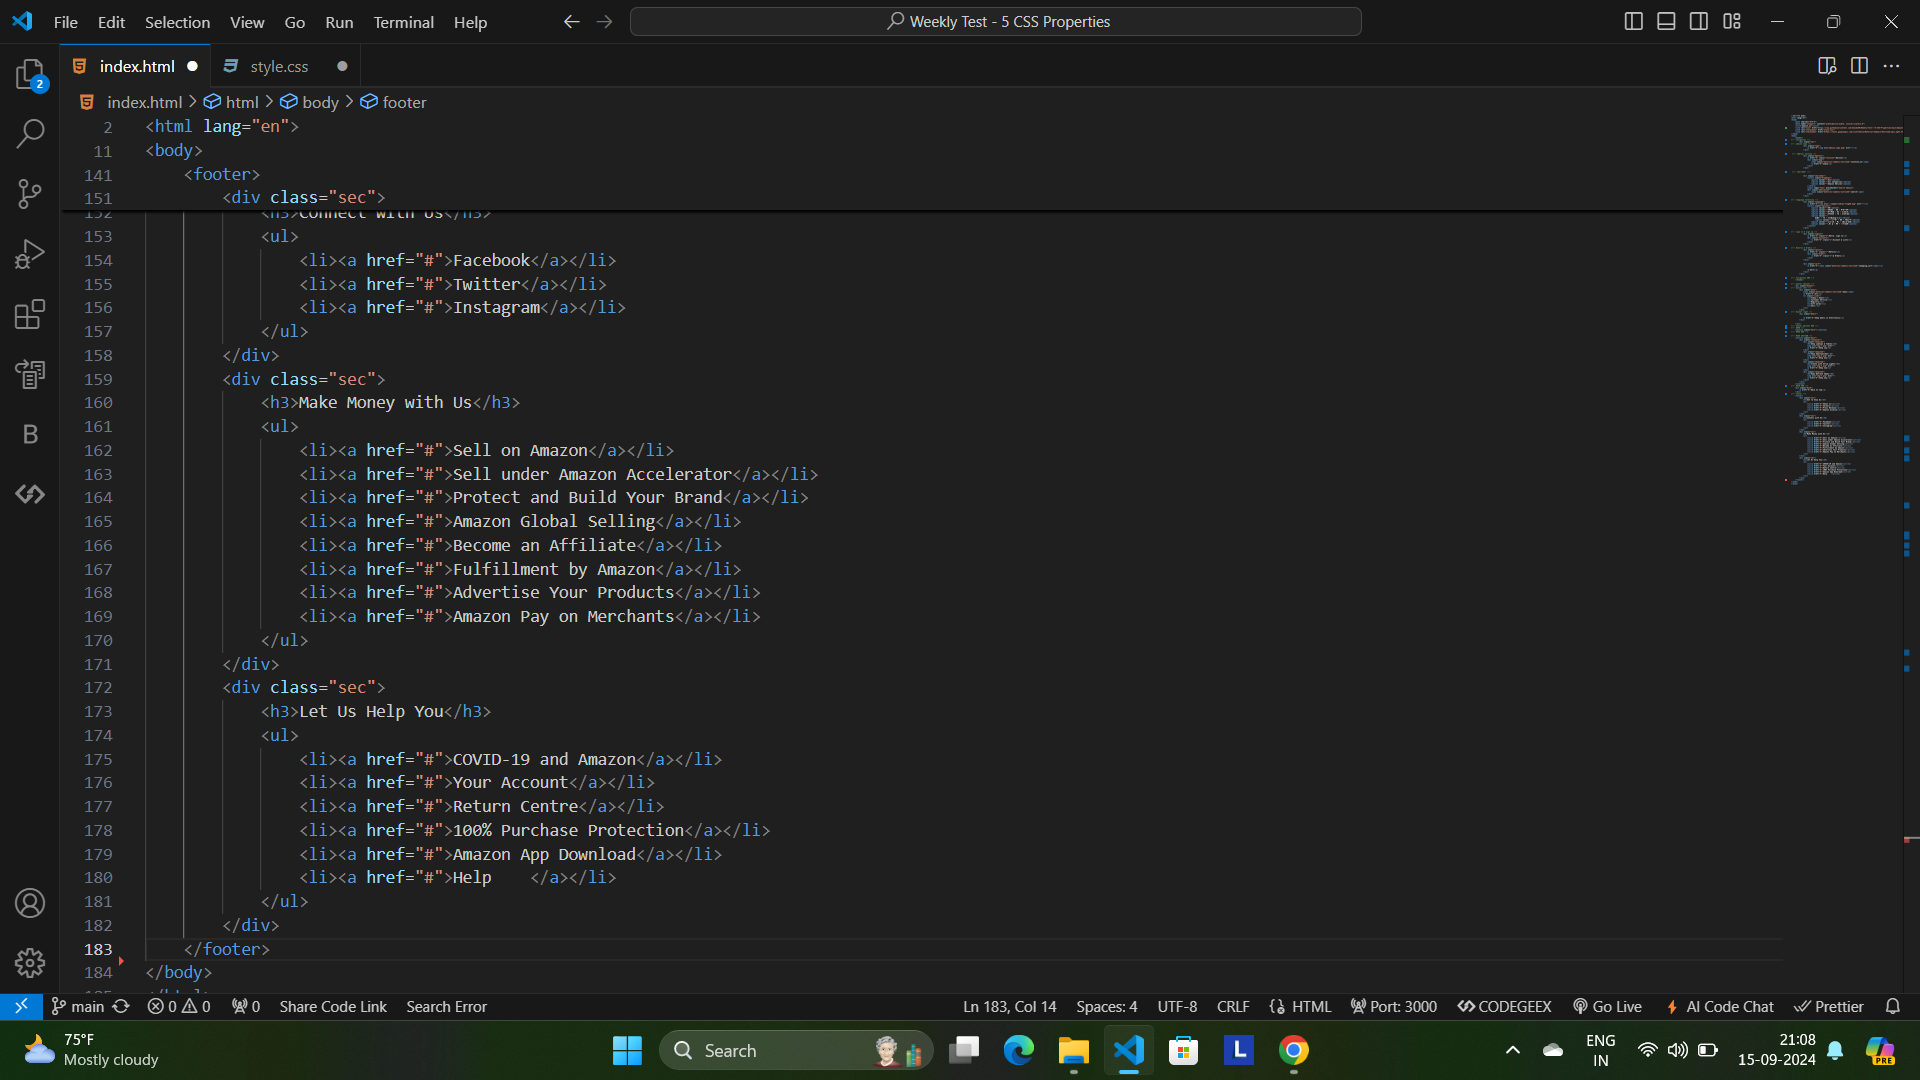 File Edit Selection View Go Run Terminal Help
Weekly Test - 5 CSS Properties
2
index.html
style.css
index.html > html > body > footer
2 <html lang="en">
11 <body>
141 <footer>
151 <div class="sec">
152 <h3>Connect with Us</h3>
153 <ul>
154 <li><a href="#">Facebook</a></li>
155 <li><a href="#">Twitter</a></li>
156 <li><a href="#">Instagram</a></li>
157 </ul>
158 </div>
159 <div class="sec">
160 <h3>Make Money with Us</h3>
161 <ul>
162 <li><a href="#">Sell on Amazon</a></li>
163 <li><a href="#">Sell under Amazon Accelerator</a></li>
164 <li><a href="#">Protect and Build Your Brand</a></li>
165 <li><a href="#">Amazon Global Selling</a></li>
166 <li><a href="#">Become an Affiliate</a></li>
167 <li><a href="#">Fulfillment by Amazon</a></li>
168 <li><a href="#">Advertise Your Products</a></li>
169 <li><a href="#">Amazon Pay on Merchants</a></li>
170 </ul>
171 </div>
172 <div class="sec">
173 <h3>Let Us Help You</h3>
174 <ul>
175 <li><a href="#">COVID-19 and Amazon</a></li>
176 <li><a href="#">Your Account</a></li>
177 <li><a href="#">Return Centre</a></li>
178 <li><a href="#">100% Purchase Protection</a></li>
179 <li><a href="#">Amazon App Download</a></li>
180 <li><a href="#">Help    </a></li>
181 </ul>
182 </div>
183 </footer>
184 </body>
B
main 0 0 0 Share Code Link Search Error Ln 183, Col 14 Spaces: 4 UTF-8 CRLF HTML Port: 3000 CODEGEEX Go Live AI Code Chat Prettier
75°F
Mostly cloudy
Search
L
ENG
IN
21:08
15-09-2024
PRE